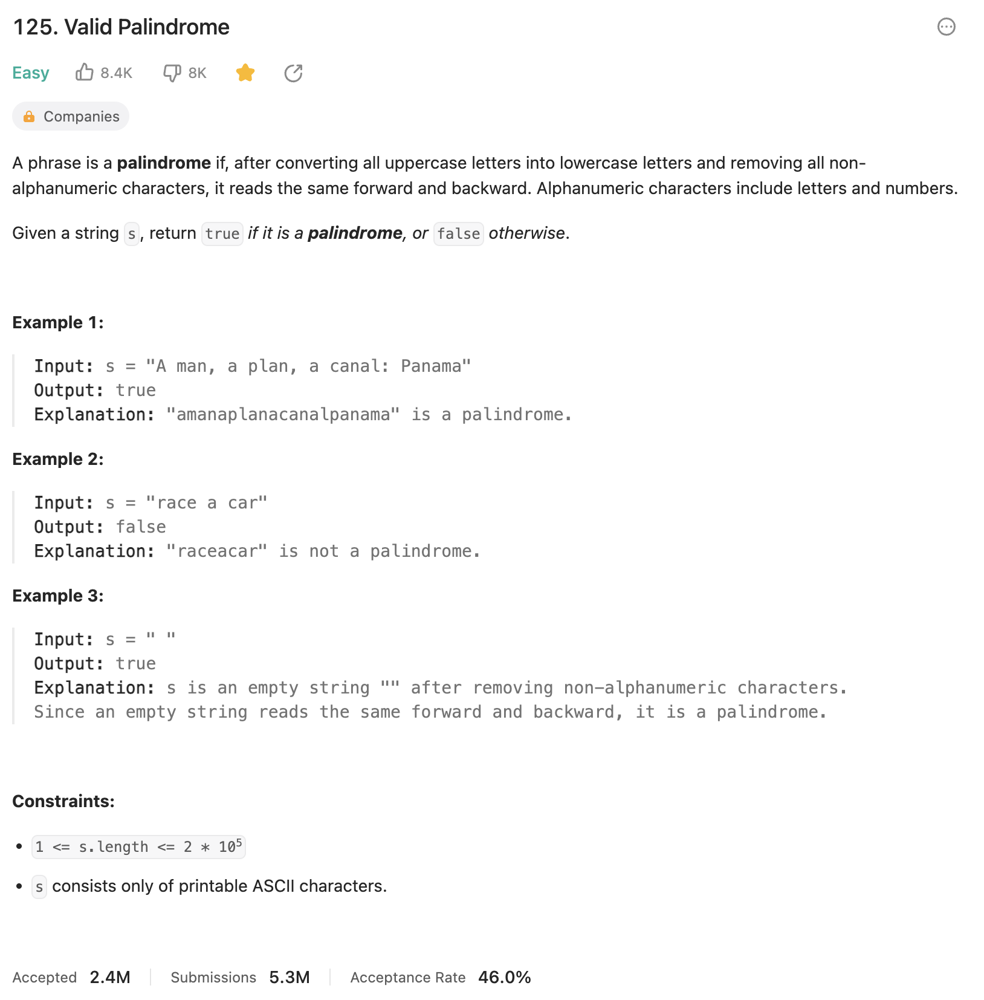 125. Valid Palindrome
Easy 8.4K 8K
Companies
A phrase is a palindrome if, after converting all uppercase letters into lowercase letters and removing all non-
alphanumeric characters, it reads the same forward and backward. Alphanumeric characters include letters and numbers.
Given a string s, return true if it is a palindrome, or false otherwise.
Example 1:
Input: s = "A man, a plan, a canal: Panama"
Output: true
Explanation: "amanaplanacanalpanama" is a palindrome.
Example 2:
Input: s = "race a car"
Output: false
Explanation: "raceacar" is not a palindrome.
Example 3:
Input: s = " "
Output: true
Explanation: s is an empty string "" after removing non-alphanumeric characters.
Since an empty string reads the same forward and backward, it is a palindrome.
Constraints:
• 1 <= s.length <= 2 * 10⁵
• s consists only of printable ASCII characters.
Accepted 2.4M Submissions 5.3M Acceptance Rate 46.0%